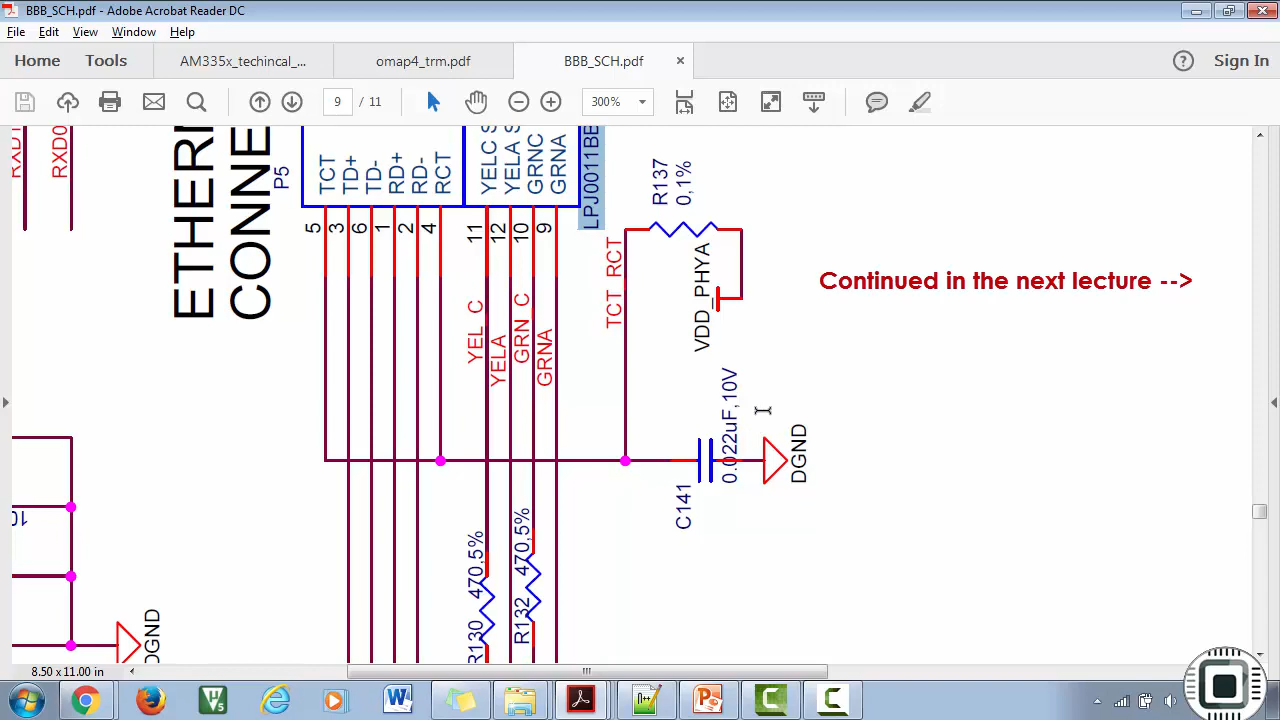 BBB_SCH.pdf - Adobe Acrobat Reader DC
File Edit View Window Help
Home Tools AM335x_techincal_... omap4_trm.pdf BBB_SCH.pdf × Sign In
9 / 11 300%
RXD0
P5
TCT
TD+
TD-
RD+
RD-
RCT
YELC
YELA
GRNC
GRNA
LPJ0011BB
5
3
6
1
2
4
11
12
10
9
YEL_C
YELA
GRN_C
GRNA
TCT_RCT
R137
0,1%
VDD_PHYA
Continued in the next lecture -->
0.022uF,10V
C141
DGND
R130 470,5%
R132 470,5%
DGND
8.50 x 11.00 in